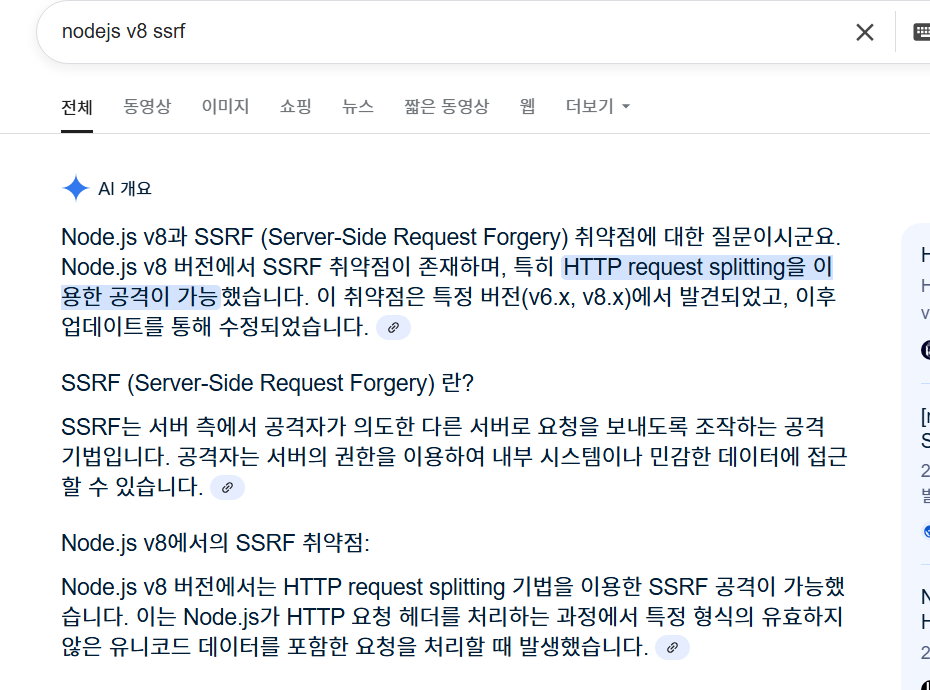 nodejs v8 ssrf
전체 동영상 이미지 쇼핑 뉴스 짧은 동영상 웹 더보기
AI 개요
Node.js v8과 SSRF (Server-Side Request Forgery) 취약점에 대한 질문이시군요.
Node.js v8 버전에서 SSRF 취약점이 존재하며, 특히 HTTP request splitting을 이
용한 공격이 가능했습니다. 이 취약점은 특정 버전(v6.x, v8.x)에서 발견되었고, 이후
업데이트를 통해 수정되었습니다.
SSRF (Server-Side Request Forgery) 란?
SSRF는 서버 측에서 공격자가 의도한 다른 서버로 요청을 보내도록 조작하는 공격
기법입니다. 공격자는 서버의 권한을 이용하여 내부 시스템이나 민감한 데이터에 접근
할 수 있습니다.
Node.js v8에서의 SSRF 취약점:
Node.js v8 버전에서는 HTTP request splitting 기법을 이용한 SSRF 공격이 가능했
습니다. 이는 Node.js가 HTTP 요청 헤더를 처리하는 과정에서 특정 형식의 유효하지
않은 유니코드 데이터를 포함한 요청을 처리할 때 발생했습니다.